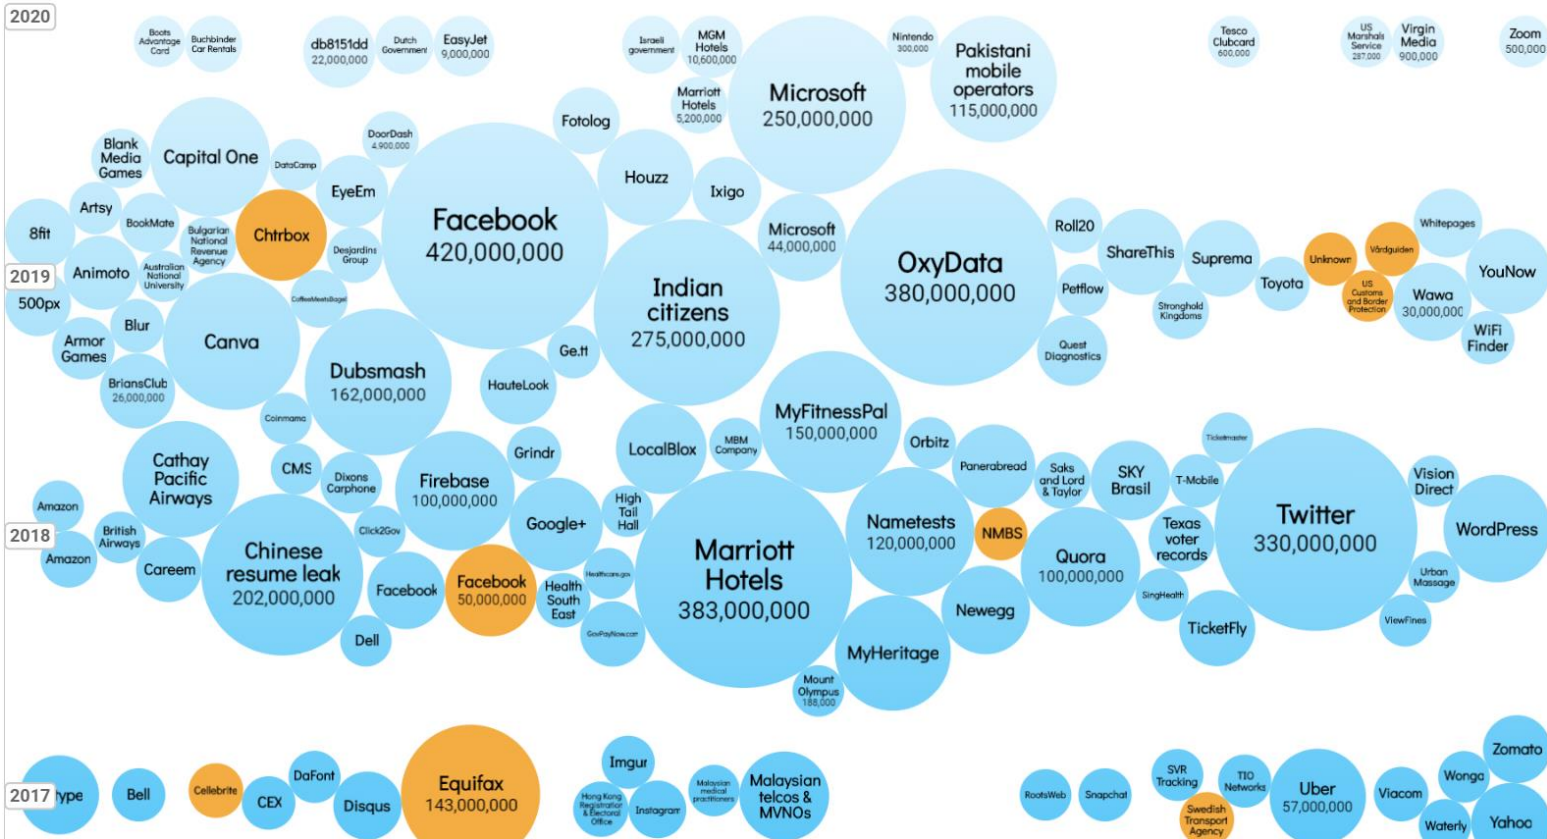 2020
Boots
Advantage
Card
Buchbinder
Car Rentals
db8151dd
22,000,000
Dutch
Government
EasyJet
9,000,000
Israeli
government
MGM
Hotels
10,600,000
Nintendo
300,000
Tesco
Clubcard
600,000
US
Marshals
Service
287,000
Virgin
Media
900,000
Zoom
500,000
Marriott
Hotels
5,200,000
Microsoft
250,000,000
Pakistani
mobile
operators
115,000,000
Blank
Media
Games
Capital One
DataCamp
DoorDash
4,900,000
Fotolog
EyeEm
Houzz
Ixigo
8fit
Artsy
BookMate
Bulgarian
National
Revenue
Agency
Chtrbox
Desjardins
Group
Facebook
420,000,000
Microsoft
44,000,000
OxyData
380,000,000
Roll20
ShareThis
Suprema
Unknown
Vårdguiden
Whitepages
YouNow
2019
500px
Animoto
Australian
National
University
CoffeeMeetsBagel
Indian
citizens
275,000,000
Petflow
Stronghold
Kingdoms
Toyota
US
Customs
and Border
Protection
Wawa
30,000,000
WiFi
Finder
Armor
Games
Blur
Canva
Ge.tt
Quest
Diagnostics
BriansClub
26,000,000
Dubsmash
162,000,000
HauteLook
Coinmama
MyFitnessPal
150,000,000
Cathay
Pacific
Airways
CMS
Dixons
Carphone
Firebase
100,000,000
Grindr
LocalBlox
MBM
Company
Orbitz
Panerabread
Saks
and Lord
& Taylor
SKY
Brasil
Ticketmaster
T-Mobile
Twitter
330,000,000
Vision
Direct
WordPress
Amazon
2018
Amazon
British
Airways
Careem
Chinese
resume leak
202,000,000
Click2Gov
Google+
High
Tail
Hall
Marriott
Hotels
383,000,000
Nametests
120,000,000
NMBS
Quora
100,000,000
Texas
voter
records
Urban
Massage
Facebook
Facebook
50,000,000
Health
South
East
Healthcare.gov
Newegg
SingHealth
TicketFly
ViewFines
Dell
GovPayNow.com
MyHeritage
Mount
Olympus
188,000
2017
type
Bell
Cellebrite
CEX
DaFont
Disqus
Equifax
143,000,000
Imgur
Hong Kong
Registration
& Electoral
Office
Instagram
Malaysian
medical
practitioners
Malaysian
telcos &
MVNOs
RootsWeb
Snapchat
SVR
Tracking
Swedish
Transport
Agency
TIO
Networks
Uber
57,000,000
Viacom
Wonga
Waterly
Zomato
Yahoo